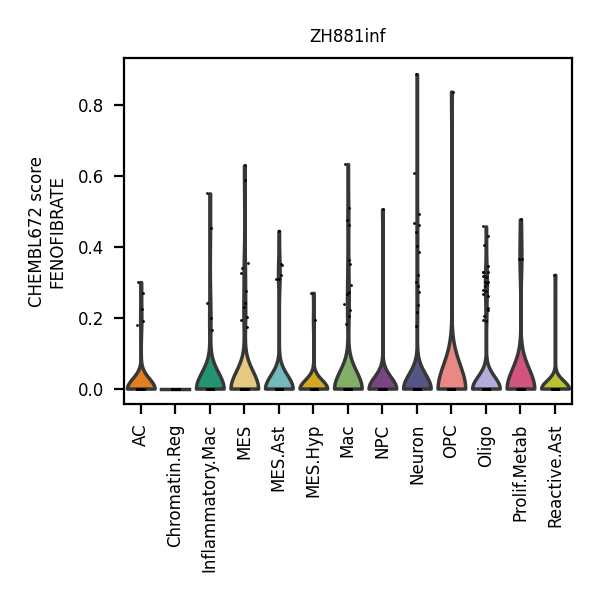 ZH881inf
CHEMBL672 score
FENOFIBRATE
0.8
0.6
0.4
0.2
0.0
AC
Chromatin.Reg
Inflammatory.Mac
MES
MES.Ast
MES.Hyp
Mac
NPC
Neuron
OPC
Oligo
Prolif.Metab
Reactive.Ast